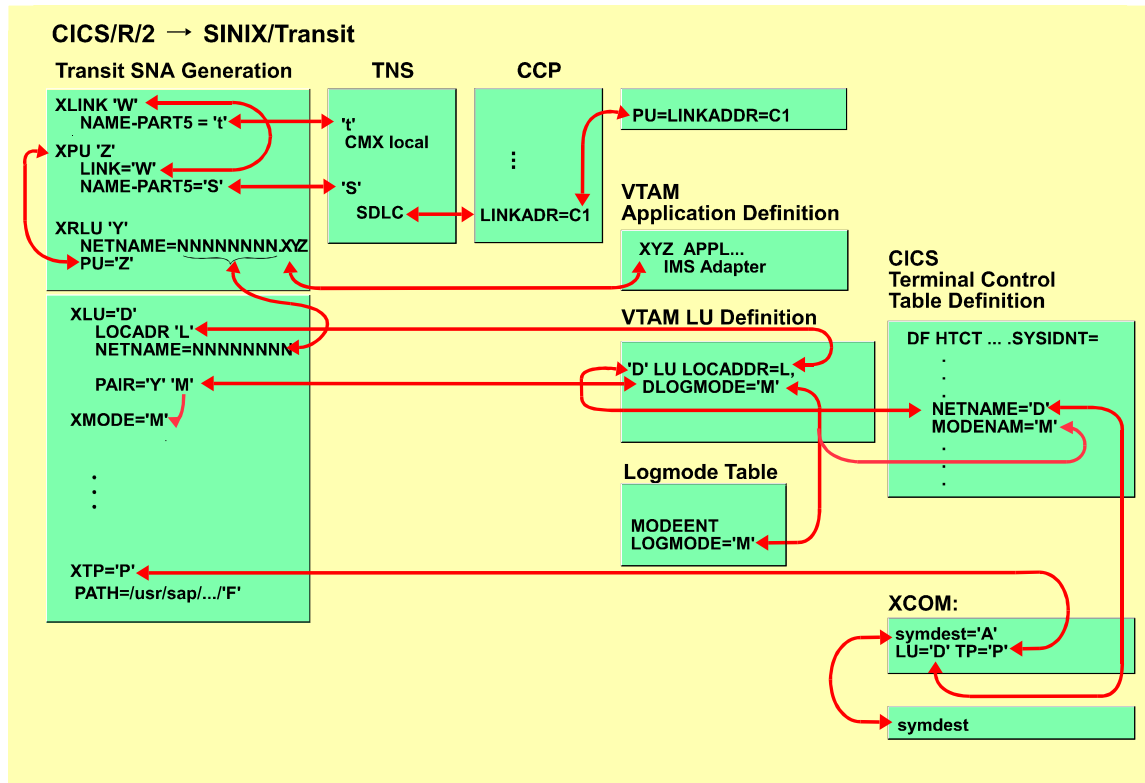 CICS/R/2 → SINIX/Transit
Transit SNA Generation
XLINK 'W'
NAME-PART5 = 't'
XPU 'Z'
LINK='W'
NAME-PART5='S'
XRLU 'Y'
NETNAME=NNNNNNNN.XYZ
PU='Z'
XLU='D'
LOCADR 'L'
NETNAME=NNNNNNNN
PAIR='Y' 'M'
XMODE='M'
XTP='P'
PATH=/usr/sap/.../'F'
TNS
't'
CMX local
'S'
SDLC
CCP
LINKADR=C1
PU=LINKADDR=C1
VTAM
Application Definition
XYZ APPL...
IMS Adapter
VTAM LU Definition
'D' LU LOCADDR=L,
DLOGMODE='M'
Logmode Table
MODEENT
LOGMODE='M'
CICS
Terminal Control
Table Definition
DF HTCT ... .SYSIDNT=
NETNAME='D'
MODENAM='M'
XCOM:
symdest='A'
LU='D' TP='P'
symdest